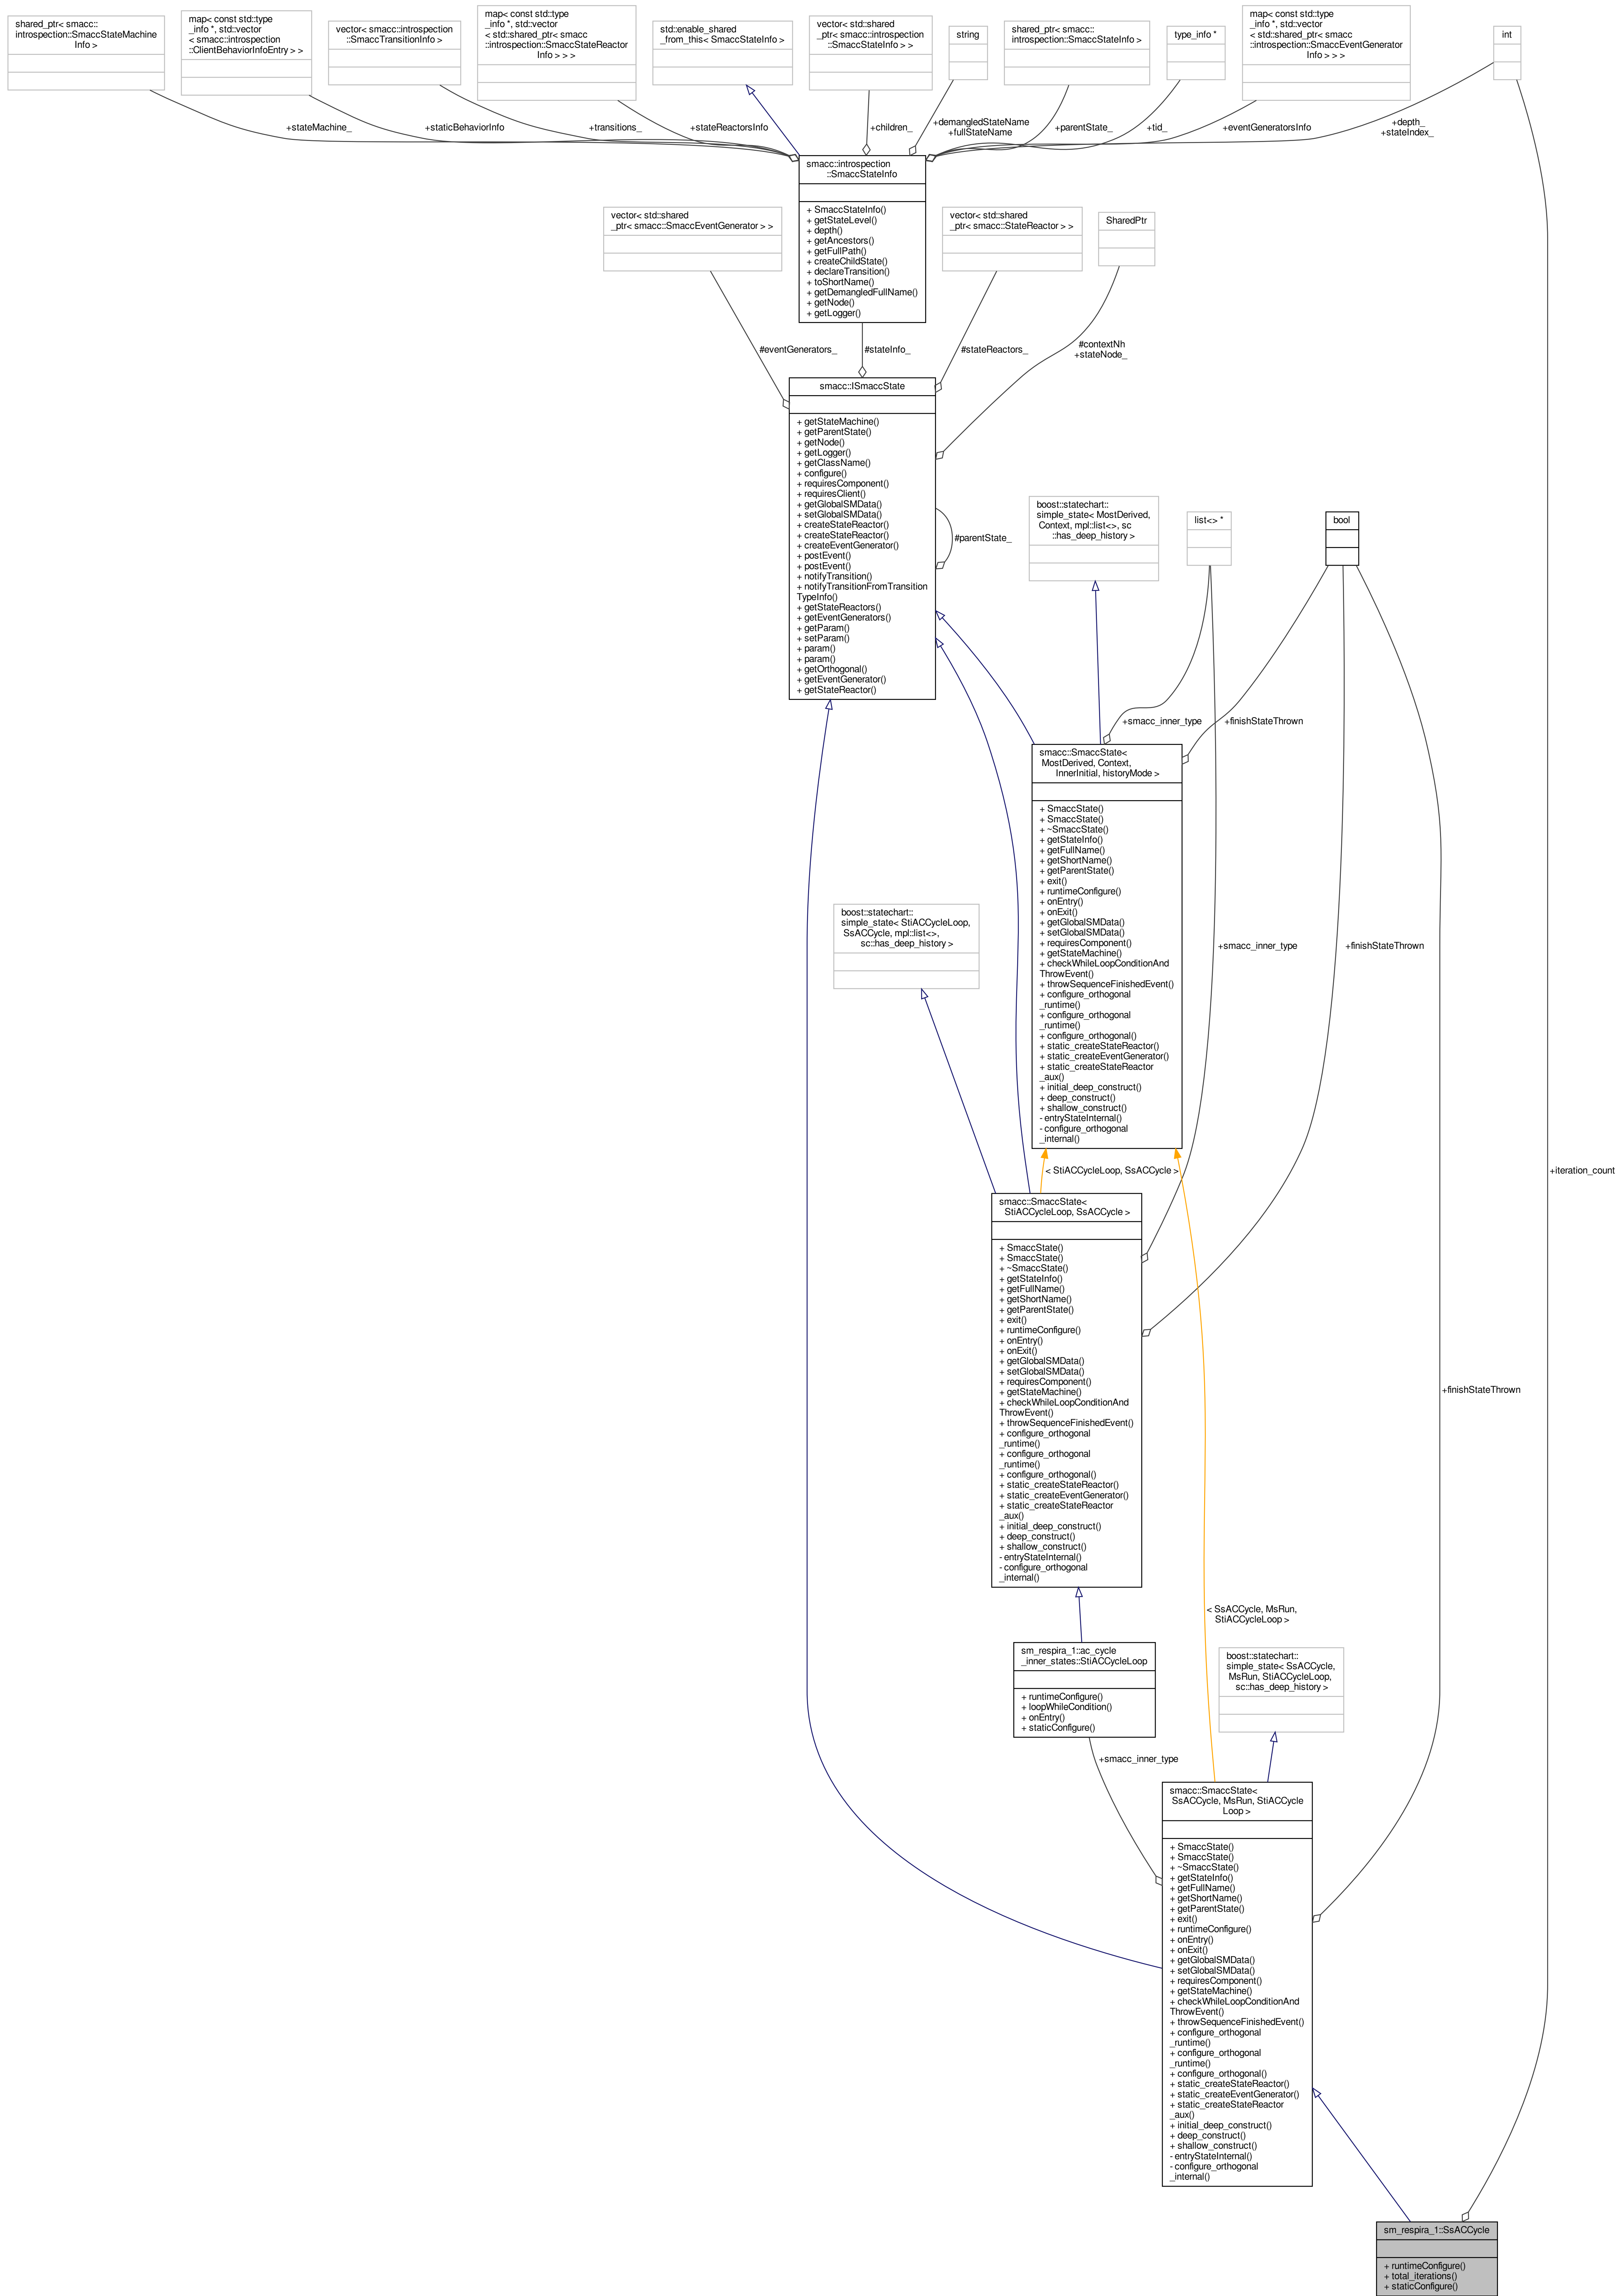 shared_ptr< smacc::
introspection::SmaccStateMachine
Info >
map< const std::type
_info *, std::vector
< smacc::introspection
::ClientBehaviorInfoEntry > >
vector< smacc::introspection
::SmaccTransitionInfo >
map< const std::type
_info *, std::vector
< std::shared_ptr< smacc
::introspection::SmaccStateReactor
Info > > >
std::enable_shared
_from_this< SmaccStateInfo >
vector< std::shared
_ptr< smacc::introspection
::SmaccStateInfo > >
string
shared_ptr< smacc::
introspection::SmaccStateInfo >
type_info *
map< const std::type
_info *, std::vector
< std::shared_ptr< smacc
::introspection::SmaccEventGenerator
Info > > >
int
+stateMachine_
+staticBehaviorInfo
+transitions_
+stateReactorsInfo
+children_
+demangledStateName
+fullStateName
+parentState_
+tid_
+eventGeneratorsInfo
+depth_
+stateIndex_
smacc::introspection
::SmaccStateInfo
+ SmaccStateInfo()
+ getStateLevel()
+ depth()
+ getAncestors()
+ getFullPath()
+ createChildState()
+ declareTransition()
+ toShortName()
+ getDemangledFullName()
+ getNode()
+ getLogger()
vector< std::shared
_ptr< smacc::SmaccEventGenerator > >
vector< std::shared
_ptr< smacc::StateReactor > >
SharedPtr
#eventGenerators_
#stateInfo_
#stateReactors_
#contextNh
+stateNode_
smacc::ISmaccState
+ getStateMachine()
+ getParentState()
+ getNode()
+ getLogger()
+ getClassName()
+ configure()
+ requiresComponent()
+ requiresClient()
+ getGlobalSMData()
+ setGlobalSMData()
+ createStateReactor()
+ createStateReactor()
+ createEventGenerator()
+ postEvent()
+ postEvent()
+ notifyTransition()
+ notifyTransitionFromTransition
TypeInfo()
+ getStateReactors()
+ getEventGenerators()
+ getParam()
+ setParam()
+ param()
+ param()
+ getOrthogonal()
+ getEventGenerator()
+ getStateReactor()
#parentState_
boost::statechart::
simple_state< MostDerived,
Context, mpl::list<>, sc
::has_deep_history >
list<> *
bool
+smacc_inner_type
+finishStateThrown
smacc::SmaccState<
MostDerived, Context,
InnerInitial, historyMode >
+ SmaccState()
+ SmaccState()
+ ~SmaccState()
+ getStateInfo()
+ getFullName()
+ getShortName()
+ getParentState()
+ exit()
+ runtimeConfigure()
+ onEntry()
+ onExit()
+ getGlobalSMData()
+ setGlobalSMData()
+ requiresComponent()
+ getStateMachine()
+ checkWhileLoopConditionAnd
ThrowEvent()
+ throwSequenceFinishedEvent()
+ configure_orthogonal
_runtime()
+ configure_orthogonal
_runtime()
+ configure_orthogonal()
+ static_createStateReactor()
+ static_createEventGenerator()
+ static_createStateReactor
_aux()
+ initial_deep_construct()
+ deep_construct()
+ shallow_construct()
- entryStateInternal()
- configure_orthogonal
_internal()
boost::statechart::
simple_state< StiACCycleLoop,
SsACCycle, mpl::list<>,
sc::has_deep_history >
+smacc_inner_type
+finishStateThrown
< StiACCycleLoop, SsACCycle >
+iteration_count
smacc::SmaccState<
StiACCycleLoop, SsACCycle >
+ SmaccState()
+ SmaccState()
+ ~SmaccState()
+ getStateInfo()
+ getFullName()
+ getShortName()
+ getParentState()
+ exit()
+ runtimeConfigure()
+ onEntry()
+ onExit()
+ getGlobalSMData()
+ setGlobalSMData()
+ requiresComponent()
+ getStateMachine()
+ checkWhileLoopConditionAnd
ThrowEvent()
+ throwSequenceFinishedEvent()
+ configure_orthogonal
_runtime()
+ configure_orthogonal
_runtime()
+ configure_orthogonal()
+ static_createStateReactor()
+ static_createEventGenerator()
+ static_createStateReactor
_aux()
+ initial_deep_construct()
+ deep_construct()
+ shallow_construct()
- entryStateInternal()
- configure_orthogonal
_internal()
+finishStateThrown
< SsACCycle, MsRun,
StiACCycleLoop >
sm_respira_1::ac_cycle
_inner_states::StiACCycleLoop
+ runtimeConfigure()
+ loopWhileCondition()
+ onEntry()
+ staticConfigure()
boost::statechart::
simple_state< SsACCycle,
MsRun, StiACCycleLoop,
sc::has_deep_history >
+smacc_inner_type
smacc::SmaccState<
SsACCycle, MsRun, StiACCycle
Loop >
+ SmaccState()
+ SmaccState()
+ ~SmaccState()
+ getStateInfo()
+ getFullName()
+ getShortName()
+ getParentState()
+ exit()
+ runtimeConfigure()
+ onEntry()
+ onExit()
+ getGlobalSMData()
+ setGlobalSMData()
+ requiresComponent()
+ getStateMachine()
+ checkWhileLoopConditionAnd
ThrowEvent()
+ throwSequenceFinishedEvent()
+ configure_orthogonal
_runtime()
+ configure_orthogonal
_runtime()
+ configure_orthogonal()
+ static_createStateReactor()
+ static_createEventGenerator()
+ static_createStateReactor
_aux()
+ initial_deep_construct()
+ deep_construct()
+ shallow_construct()
- entryStateInternal()
- configure_orthogonal
_internal()
sm_respira_1::SsACCycle
+ runtimeConfigure()
+ total_iterations()
+ staticConfigure()